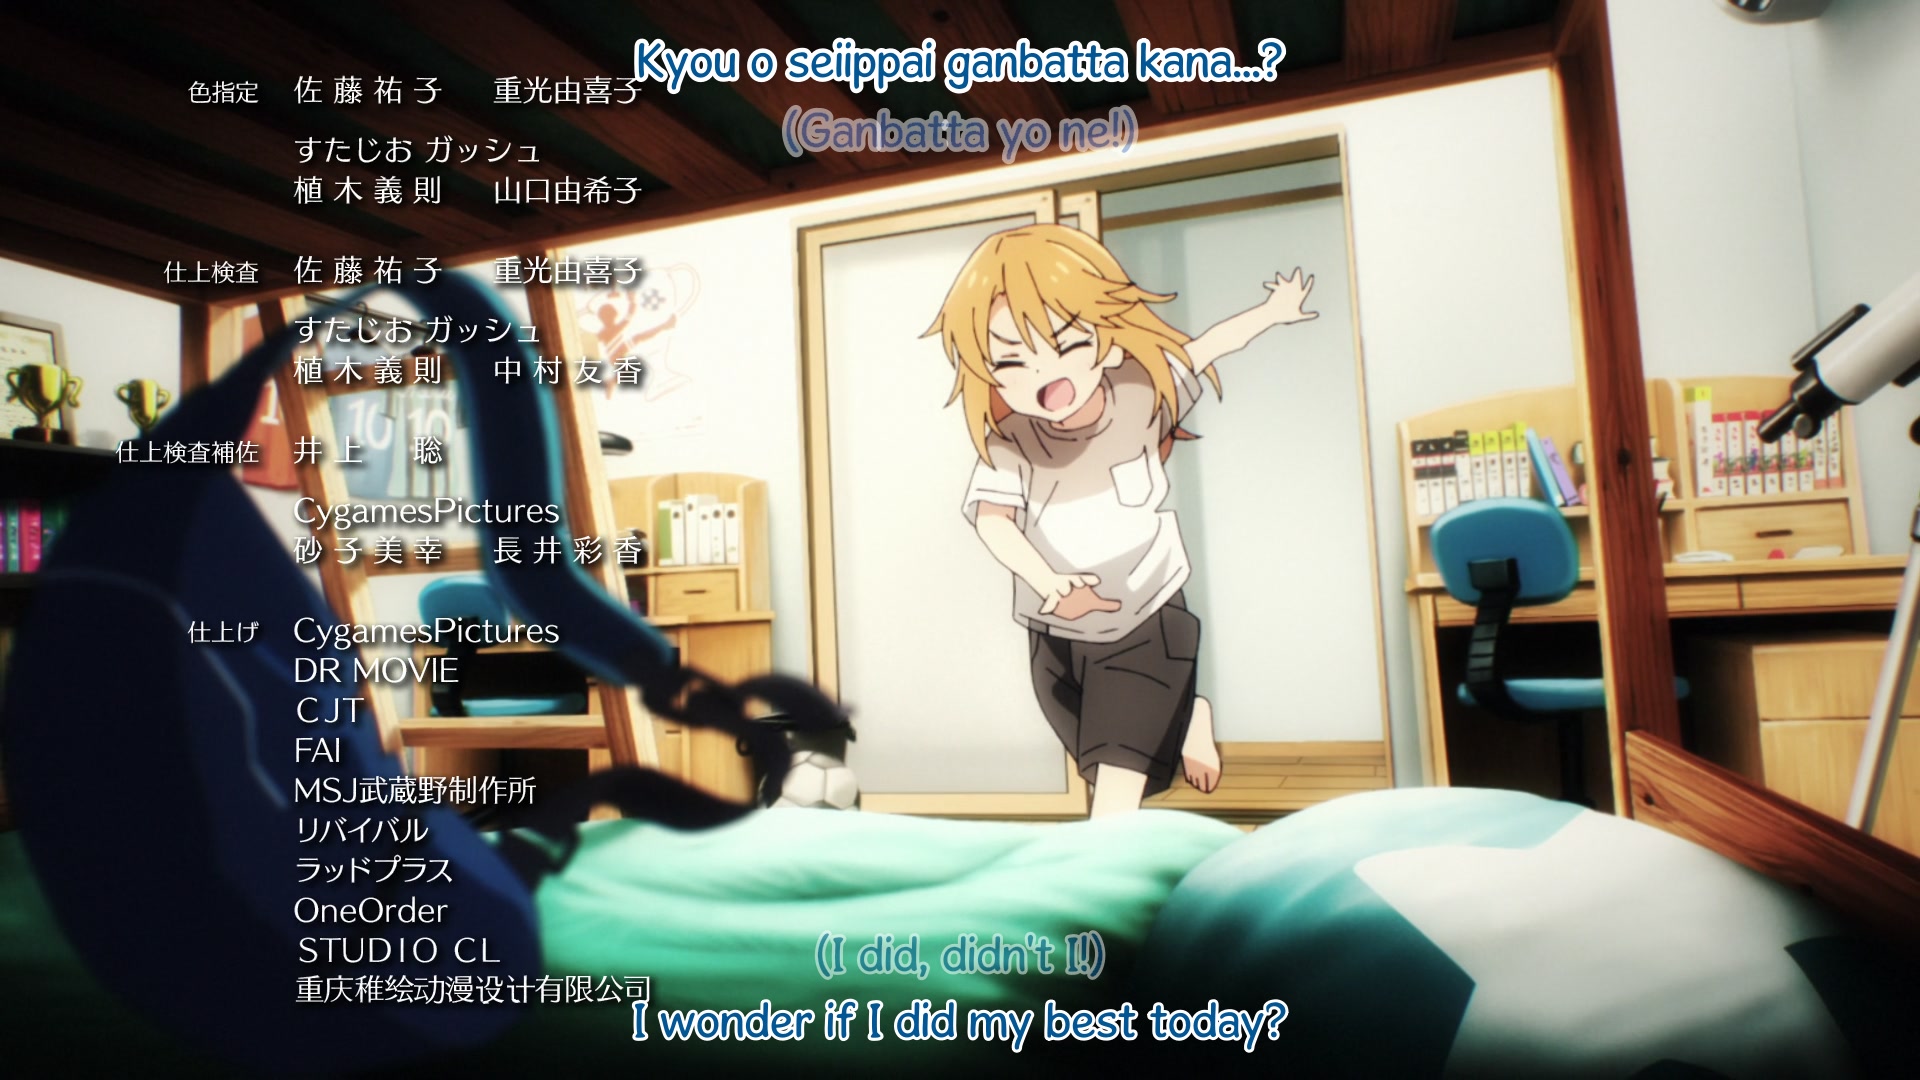 Kyou o seiippai ganbatta kana...?
(Ganbatta yo ne!)
色指定 佐藤祐子 重光由喜子
すたじお ガッシュ
植木義則 山口由希子
仕上検査 佐藤祐子 重光由喜子
すたじお ガッシュ
植木義則 中村友香
仕上検査補佐 井上 聡
CygamesPictures
砂子美幸 長井彩香
仕上げ CygamesPictures
DR MOVIE
CJT
FAI
MSJ武蔵野制作所
リバイバル
ラッドプラス
OneOrder
STUDIO CL
重庆稚绘动漫设计有限公司
10
10
(I did, didn't I!)
I wonder if I did my best today?